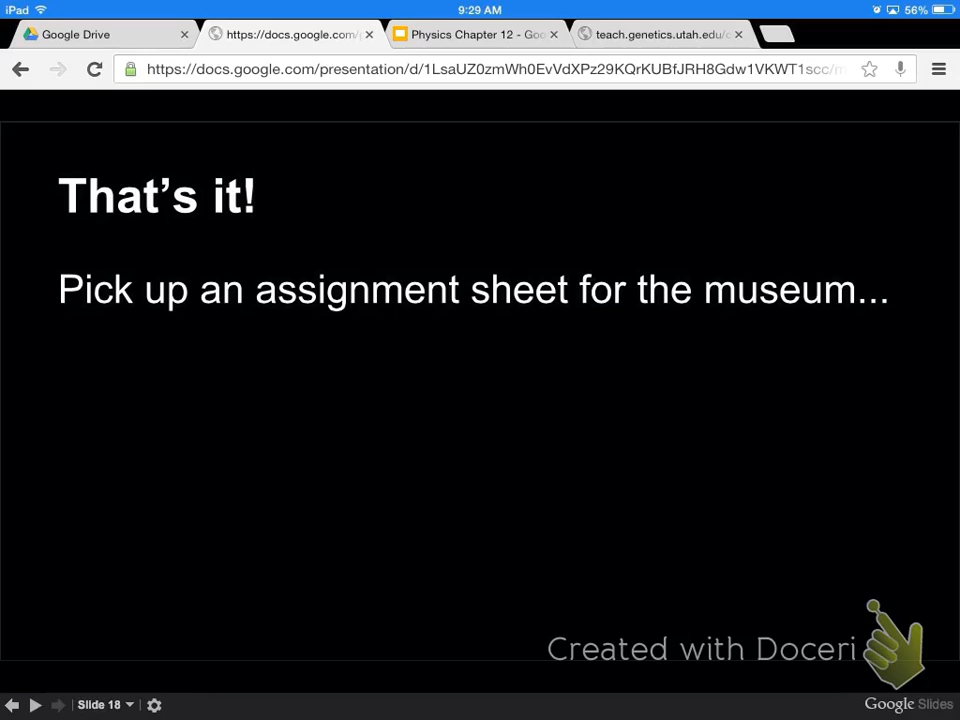 iPad 9:29 AM 56%
Google Drive https://docs.google.com/p Physics Chapter 12 - Goo teach.genetics.utah.edu/c
https://docs.google.com/presentation/d/1LsaUZ0zmWh0EvVdXPz29KQrKUBfJRH8Gdw1VKWT1scc/m
That's it!
Pick up an assignment sheet for the museum...
Created with Doceri
Slide 18 Google Slides